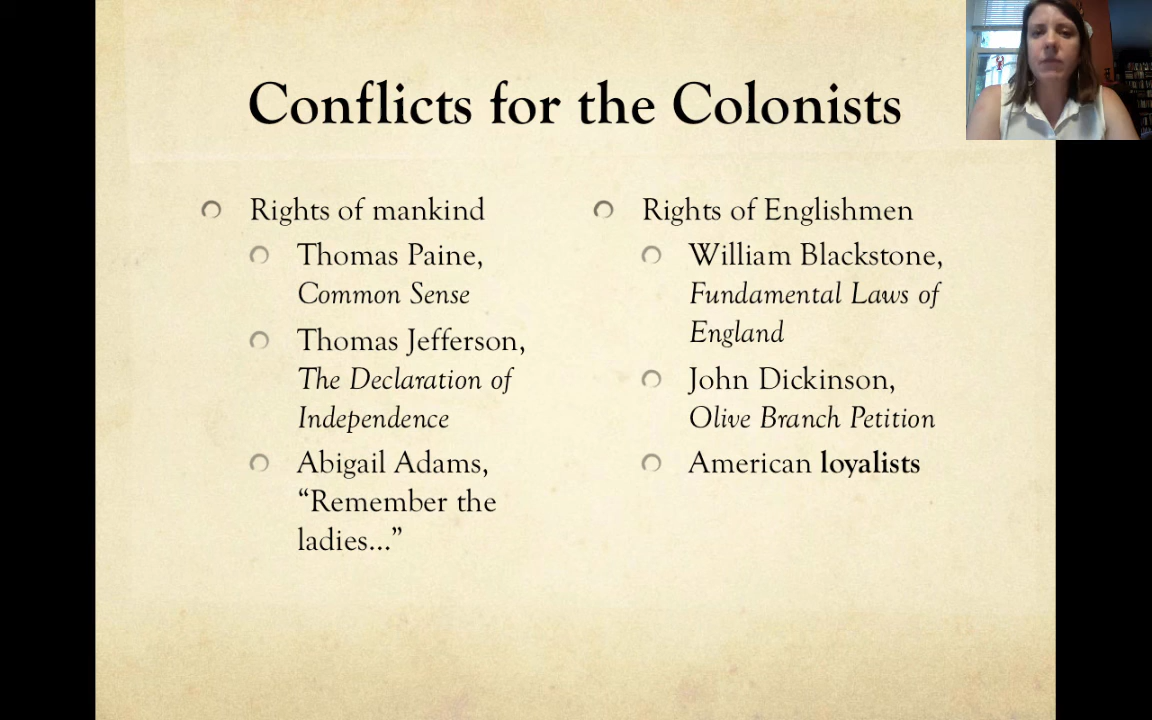 Conflicts for the Colonists
Rights of mankind
Thomas Paine,
Common Sense
Thomas Jefferson,
The Declaration of
Independence
Abigail Adams,
“Remember the
ladies…”
Rights of Englishmen
William Blackstone,
Fundamental Laws of
England
John Dickinson,
Olive Branch Petition
American loyalists